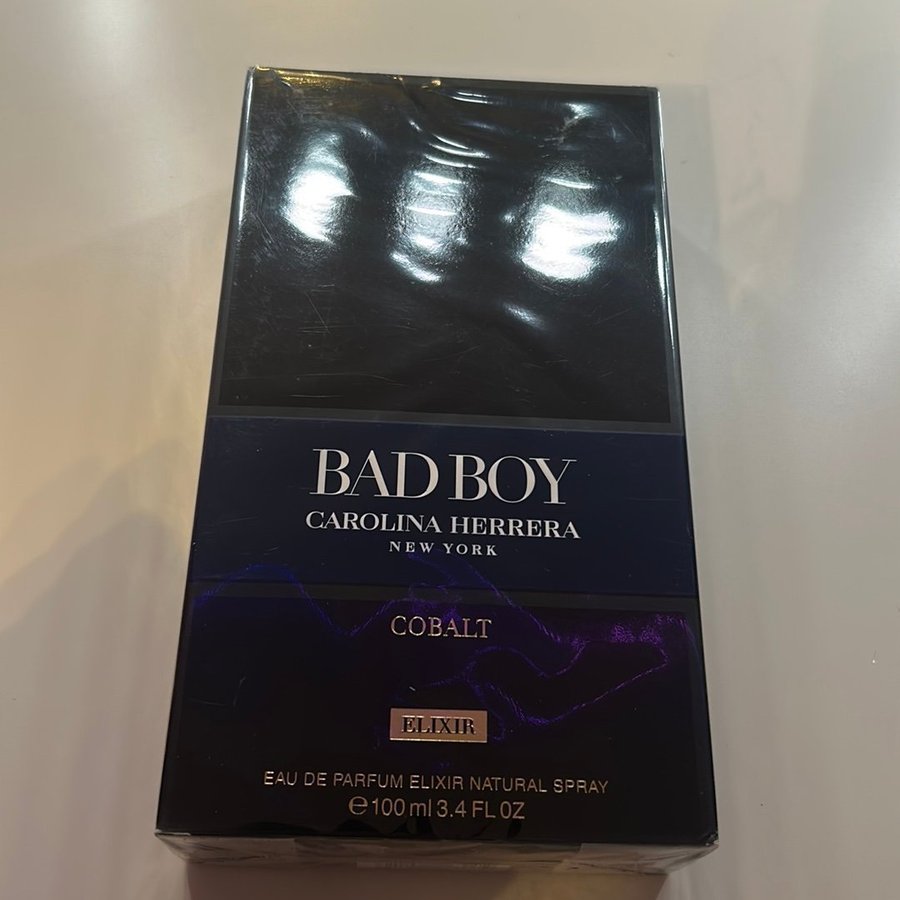 BAD BOY
CAROLINA HERRERA
NEW YORK
COBALT
ELIXIR
EAU DE PARFUM ELIXIR NATURAL SPRAY
℮100 ml 3.4 FL OZ